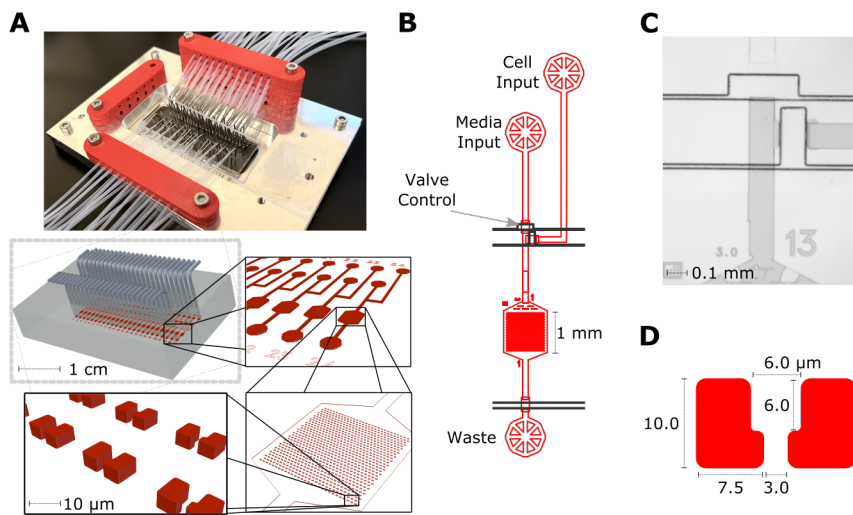 A
1 cm
10 µm
B
Cell
Input
Media
Input
Valve
Control
1 mm
Waste
C
3.0
13
0.1 mm
D
6.0 µm
10.0
6.0
7.5
3.0